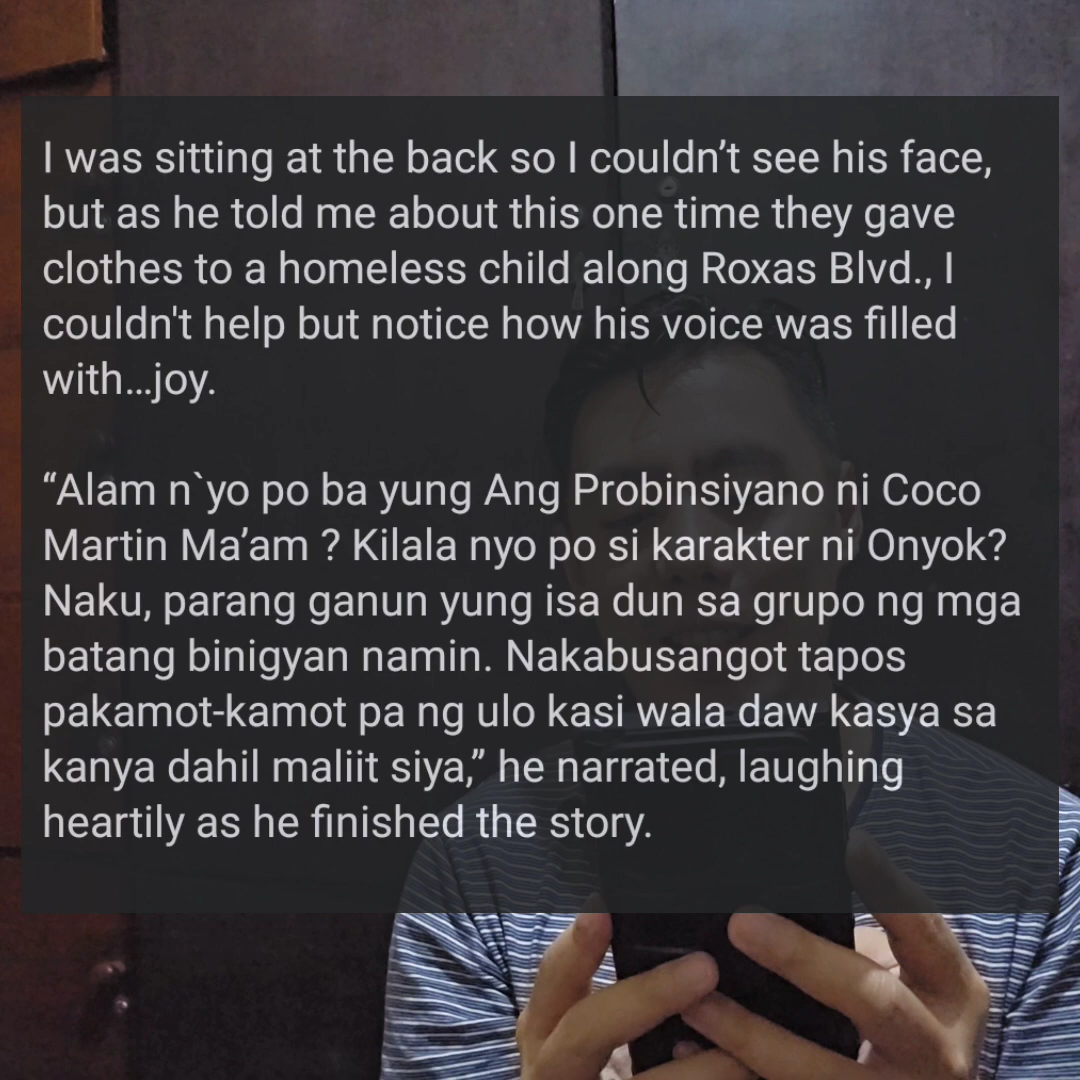 I was sitting at the back so I couldn’t see his face,
but as he told me about this one time they gave
clothes to a homeless child along Roxas Blvd., I
couldn't help but notice how his voice was filled
with...joy.
“Alam n`yo po ba yung Ang Probinsiyano ni Coco
Martin Ma’am ? Kilala nyo po si karakter ni Onyok?
Naku, parang ganun yung isa dun sa grupo ng mga
batang binigyan namin. Nakabusangot tapos
pakamot-kamot pa ng ulo kasi wala daw kasya sa
kanya dahil maliit siya,” he narrated, laughing
heartily as he finished the story.